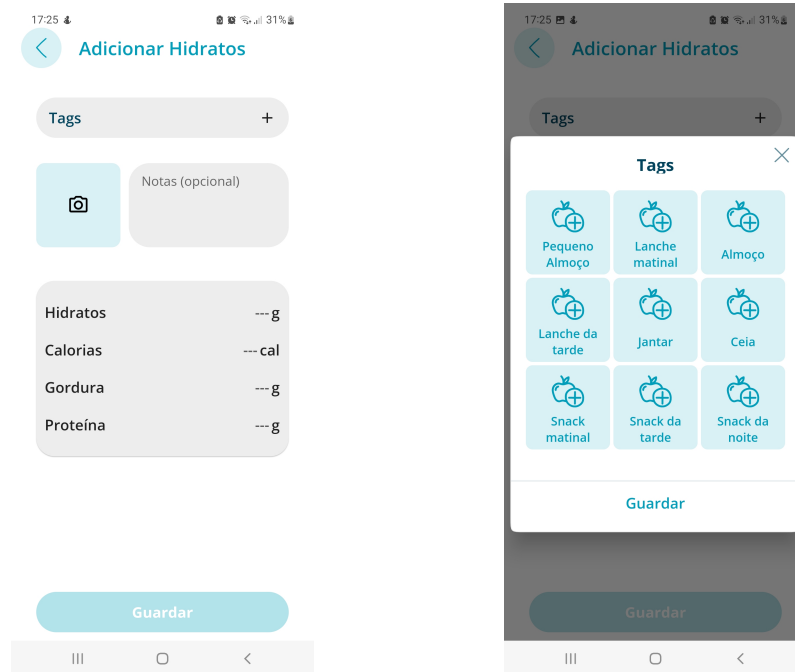 17:25
31%
Adicionar Hidratos
Tags +
Notas (opcional)
Hidratos --- g
Calorias --- cal
Gordura --- g
Proteína --- g
Guardar
17:25
31%
Adicionar Hidratos
Tags +
Tags
Pequeno
Almoço
Lanche
matinal
Almoço
Lanche da
tarde
Jantar
Ceia
Snack
matinal
Snack da
tarde
Snack da
noite
Guardar
Guardar